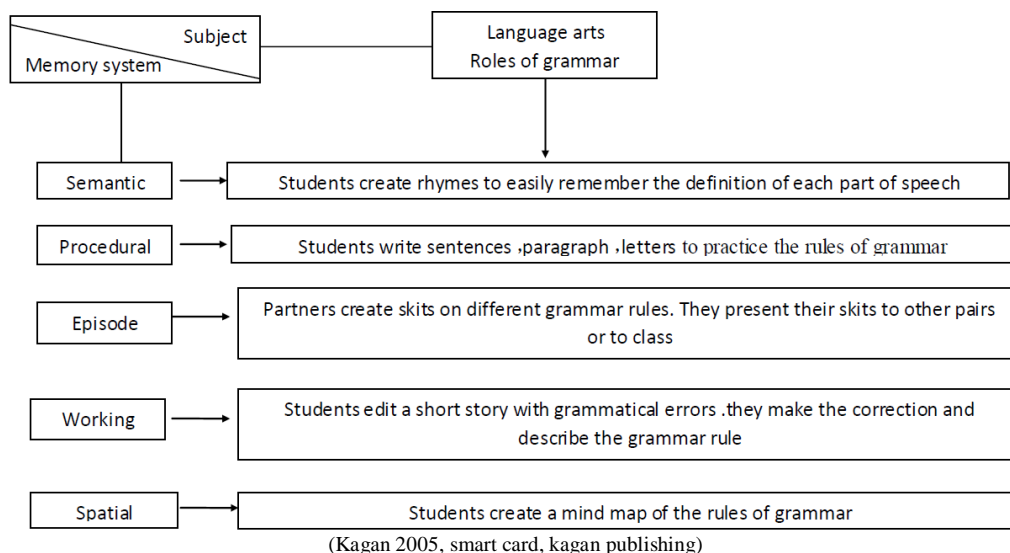 Subject
Memory system
Language arts
Roles of grammar
Semantic
Students create rhymes to easily remember the definition of each part of speech
Procedural
Students write sentences ,paragraph ,letters to practice the rules of grammar
Episode
Partners create skits on different grammar rules. They present their skits to other pairs
or to class
Working
Students edit a short story with grammatical errors .they make the correction and
describe the grammar rule
Spatial
Students create a mind map of the rules of grammar
(Kagan 2005, smart card, kagan publishing)